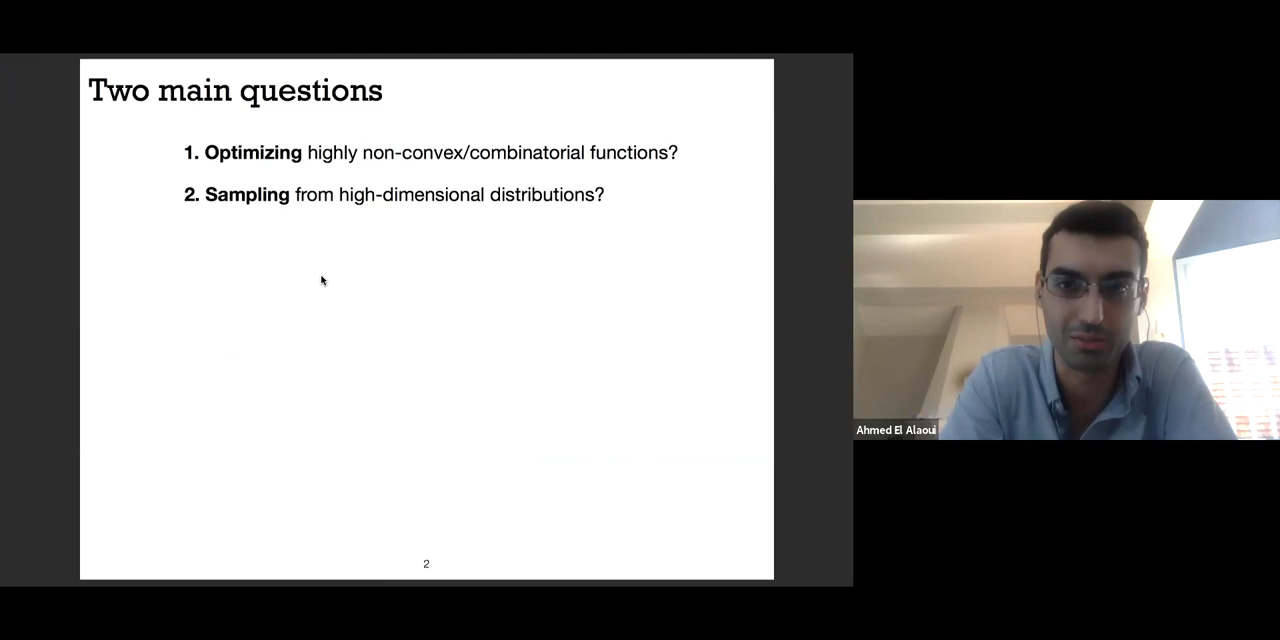 Two main questions
1. Optimizing highly non-convex/combinatorial functions?
2. Sampling from high-dimensional distributions?
2
Ahmed El Alaoui